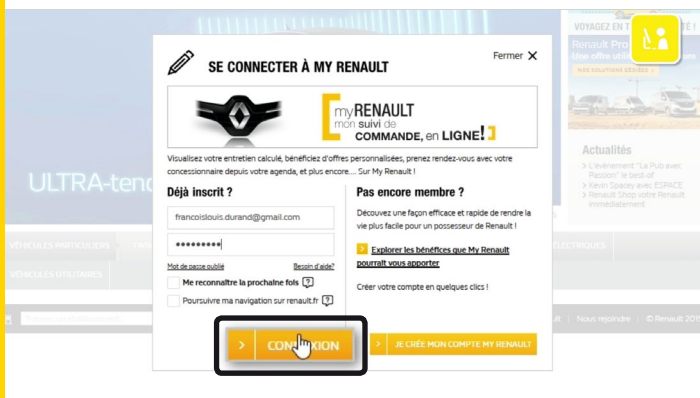 VOYAGEZ EN T
Renault Pro
Une offre utili
NOS SOLUTIONS DÉDIÉES >
SE CONNECTER À MY RENAULT
Fermer X
myRENAULT
mon suivi de
COMMANDE, en LIGNE!
Visualisez votre entretien calculé, bénéficiez d'offres personnalisées, prenez rendez-vous avec votre
concessionnaire depuis votre agenda, et plus encore.... Sur My Renault !
Actualités
> L'événement "La Pub avec
Passion" le best-of
> Kevin Spacey avec ESPACE
> Renault Shop votre Renault
immédiatement
ULTRA-tend
Déjà inscrit ?
francoislouis.durand@gmail.com
•••••••••
Mot de passe oublié
Besoin d'aide?
Me reconnaître la prochaine fois ?
Poursuivre ma navigation sur renault.fr ?
> CONNEXION
Pas encore membre ?
Découvrez une façon efficace et rapide de rendre la
vie plus facile pour un possesseur de Renault !
> Explorer les bénéfices que My Renault
pourrait vous apporter
Créer votre compte en quelques clics !
> JE CRÉE MON COMPTE MY RENAULT
VÉHICULES PARTICULIERS
VÉHICULES UTILITAIRES
ECTRIQUES
Nous rejoindre
© Renault 2015